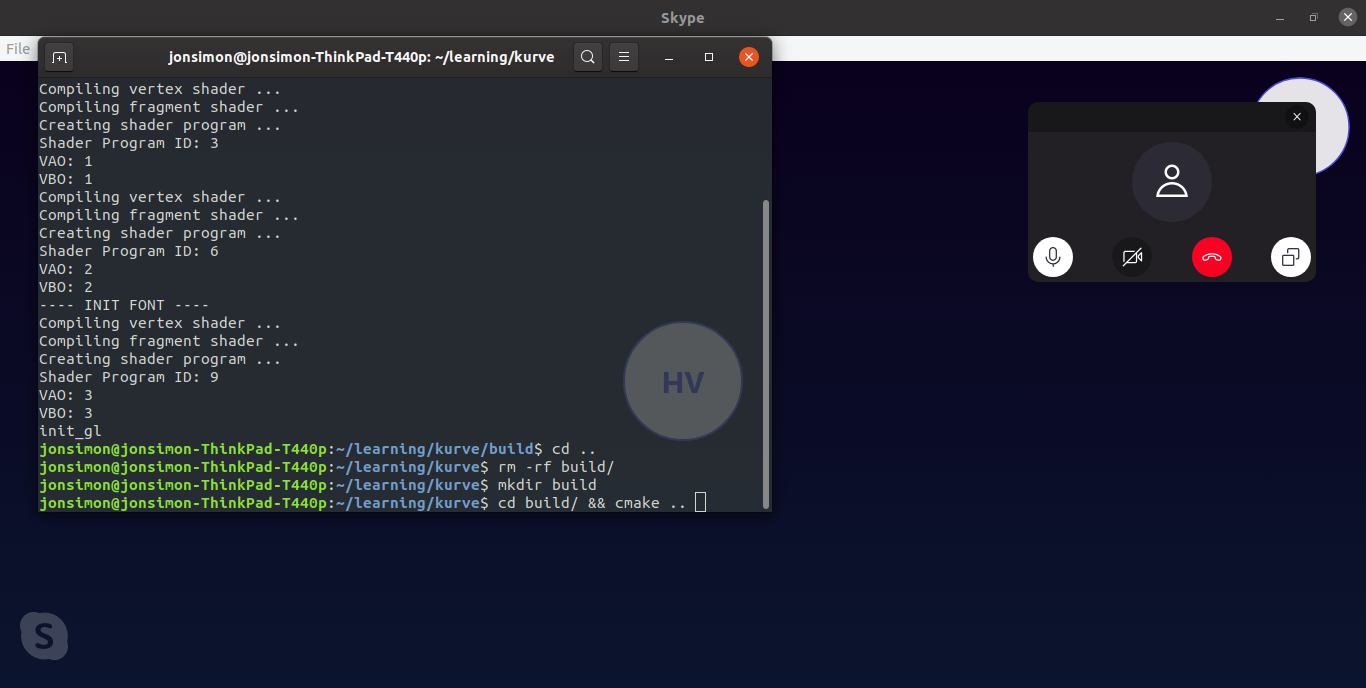 Skype
File
jonsimon@jonsimon-ThinkPad-T440p: ~/learning/kurve
Compiling vertex shader ...
Compiling fragment shader ...
Creating shader program ...
Shader Program ID: 3
VAO: 1
VBO: 1
Compiling vertex shader ...
Compiling fragment shader ...
Creating shader program ...
Shader Program ID: 6
VAO: 2
VBO: 2
---- INIT FONT ----
Compiling vertex shader ...
Compiling fragment shader ...
Creating shader program ...
Shader Program ID: 9
VAO: 3
VBO: 3
init_gl
jonsimon@jonsimon-ThinkPad-T440p:~/learning/kurve/build$ cd ..
jonsimon@jonsimon-ThinkPad-T440p:~/learning/kurve$ rm -rf build/
jonsimon@jonsimon-ThinkPad-T440p:~/learning/kurve$ mkdir build
jonsimon@jonsimon-ThinkPad-T440p:~/learning/kurve$ cd build/ && cmake ..
HV
S